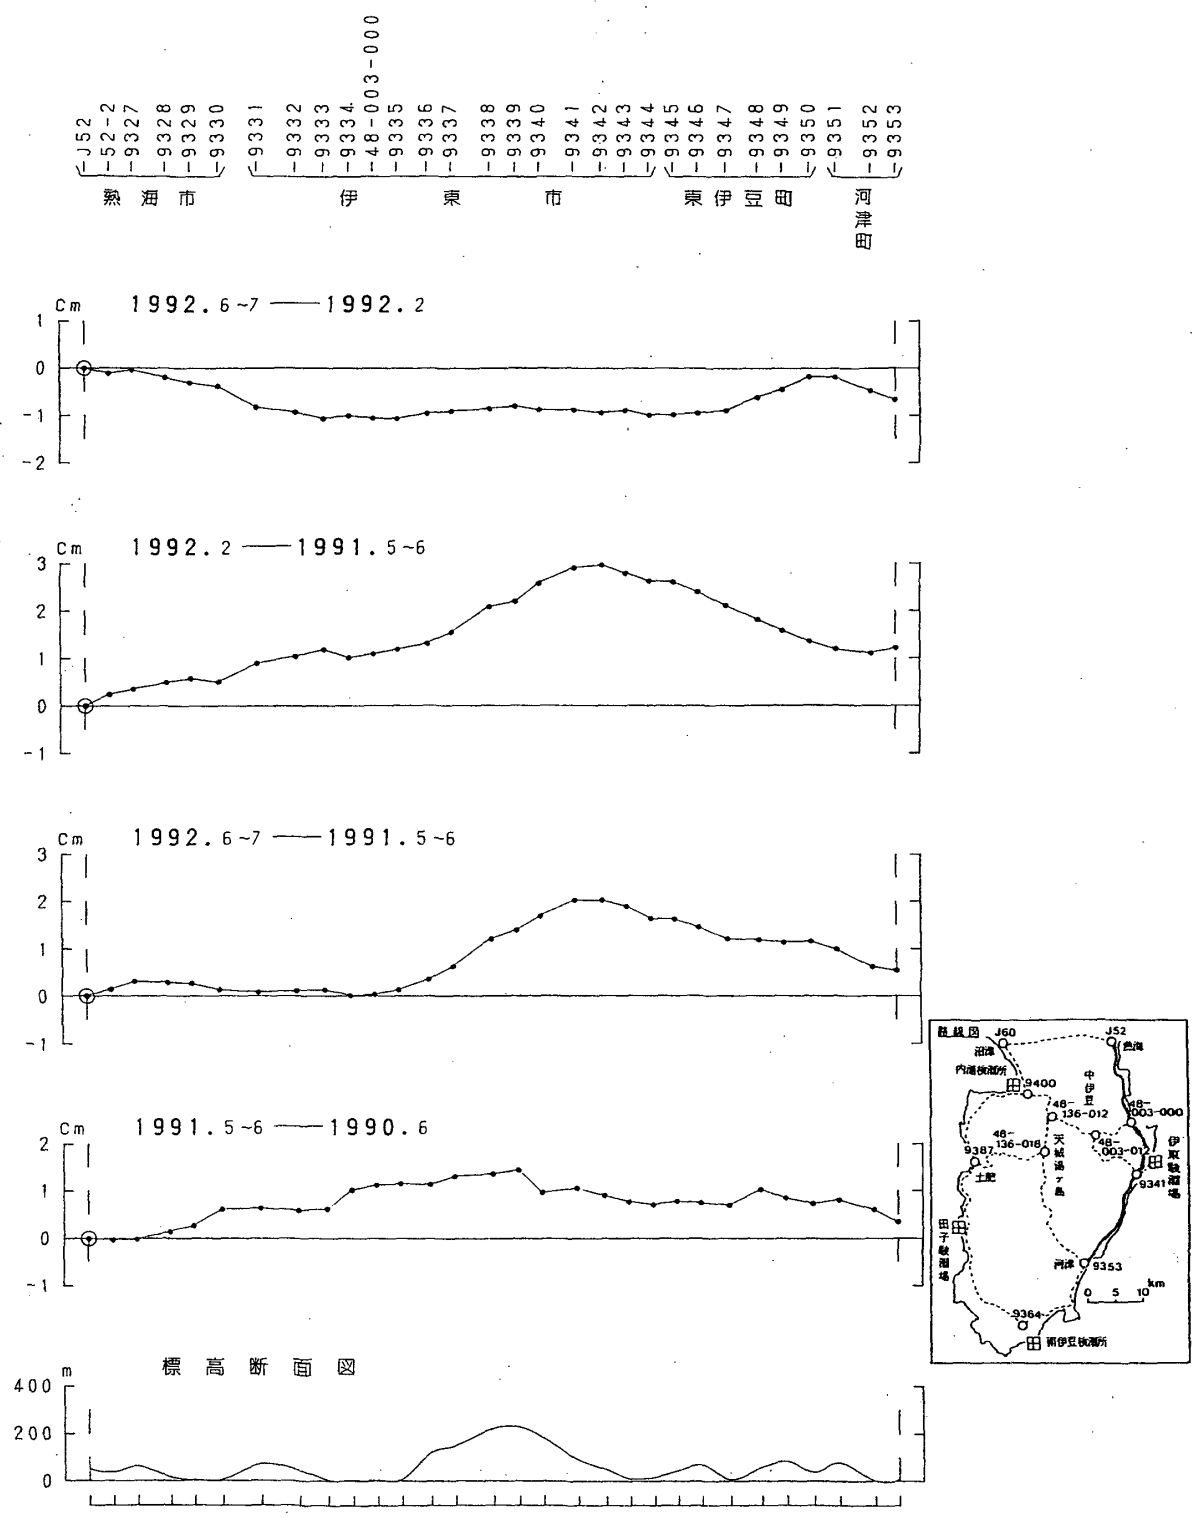 -J52
-52-2
-9327
-9328
-9329
-9330
-9331
-9332
-9333
-9334
-48-003-000
-9335
-9336
-9337
-9338
-9339
-9340
-9341
-9342
-9343
-9344
-9345
-9346
-9347
-9348
-9349
-9350
-9351
-9352
-9353
熱海市
伊東市
東伊豆町
河津町
Cm 1992.6~7 —— 1992.2
1
0
-1
-2
Cm 1992.2 —— 1991.5~6
3
2
1
0
-1
Cm 1992.6~7 —— 1991.5~6
3
2
1
0
-1
Cm 1991.5~6 —— 1990.6
2
1
0
-1
m 標高断面図
400
200
0
路線図
J60
J52
沼津
熱海
内浦検潮所
9400
中伊豆
48-136-012
48-003-000
48-136-018
48-003-012
天城湯ヶ島
伊東験潮場
9387
土肥
9341
田子験潮場
河津
9353
0 5 10 km
9364
南伊豆検潮所